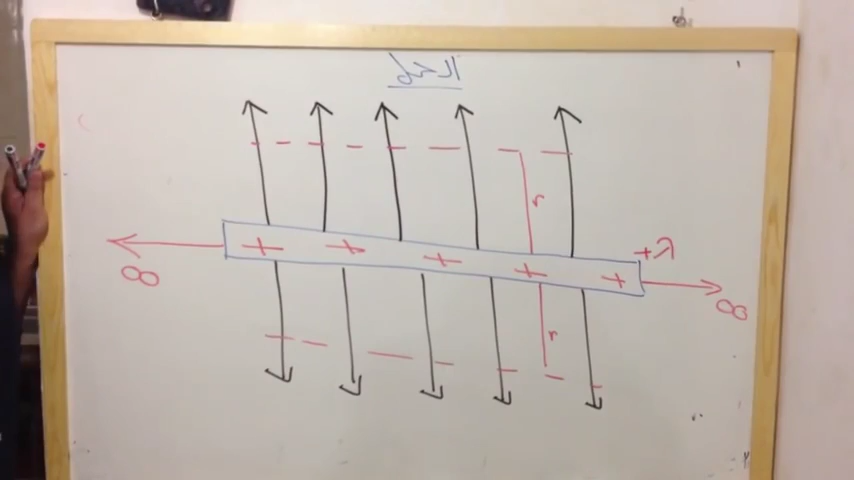 الحل
r
+λ
+ + + + +
∞ ∞
r